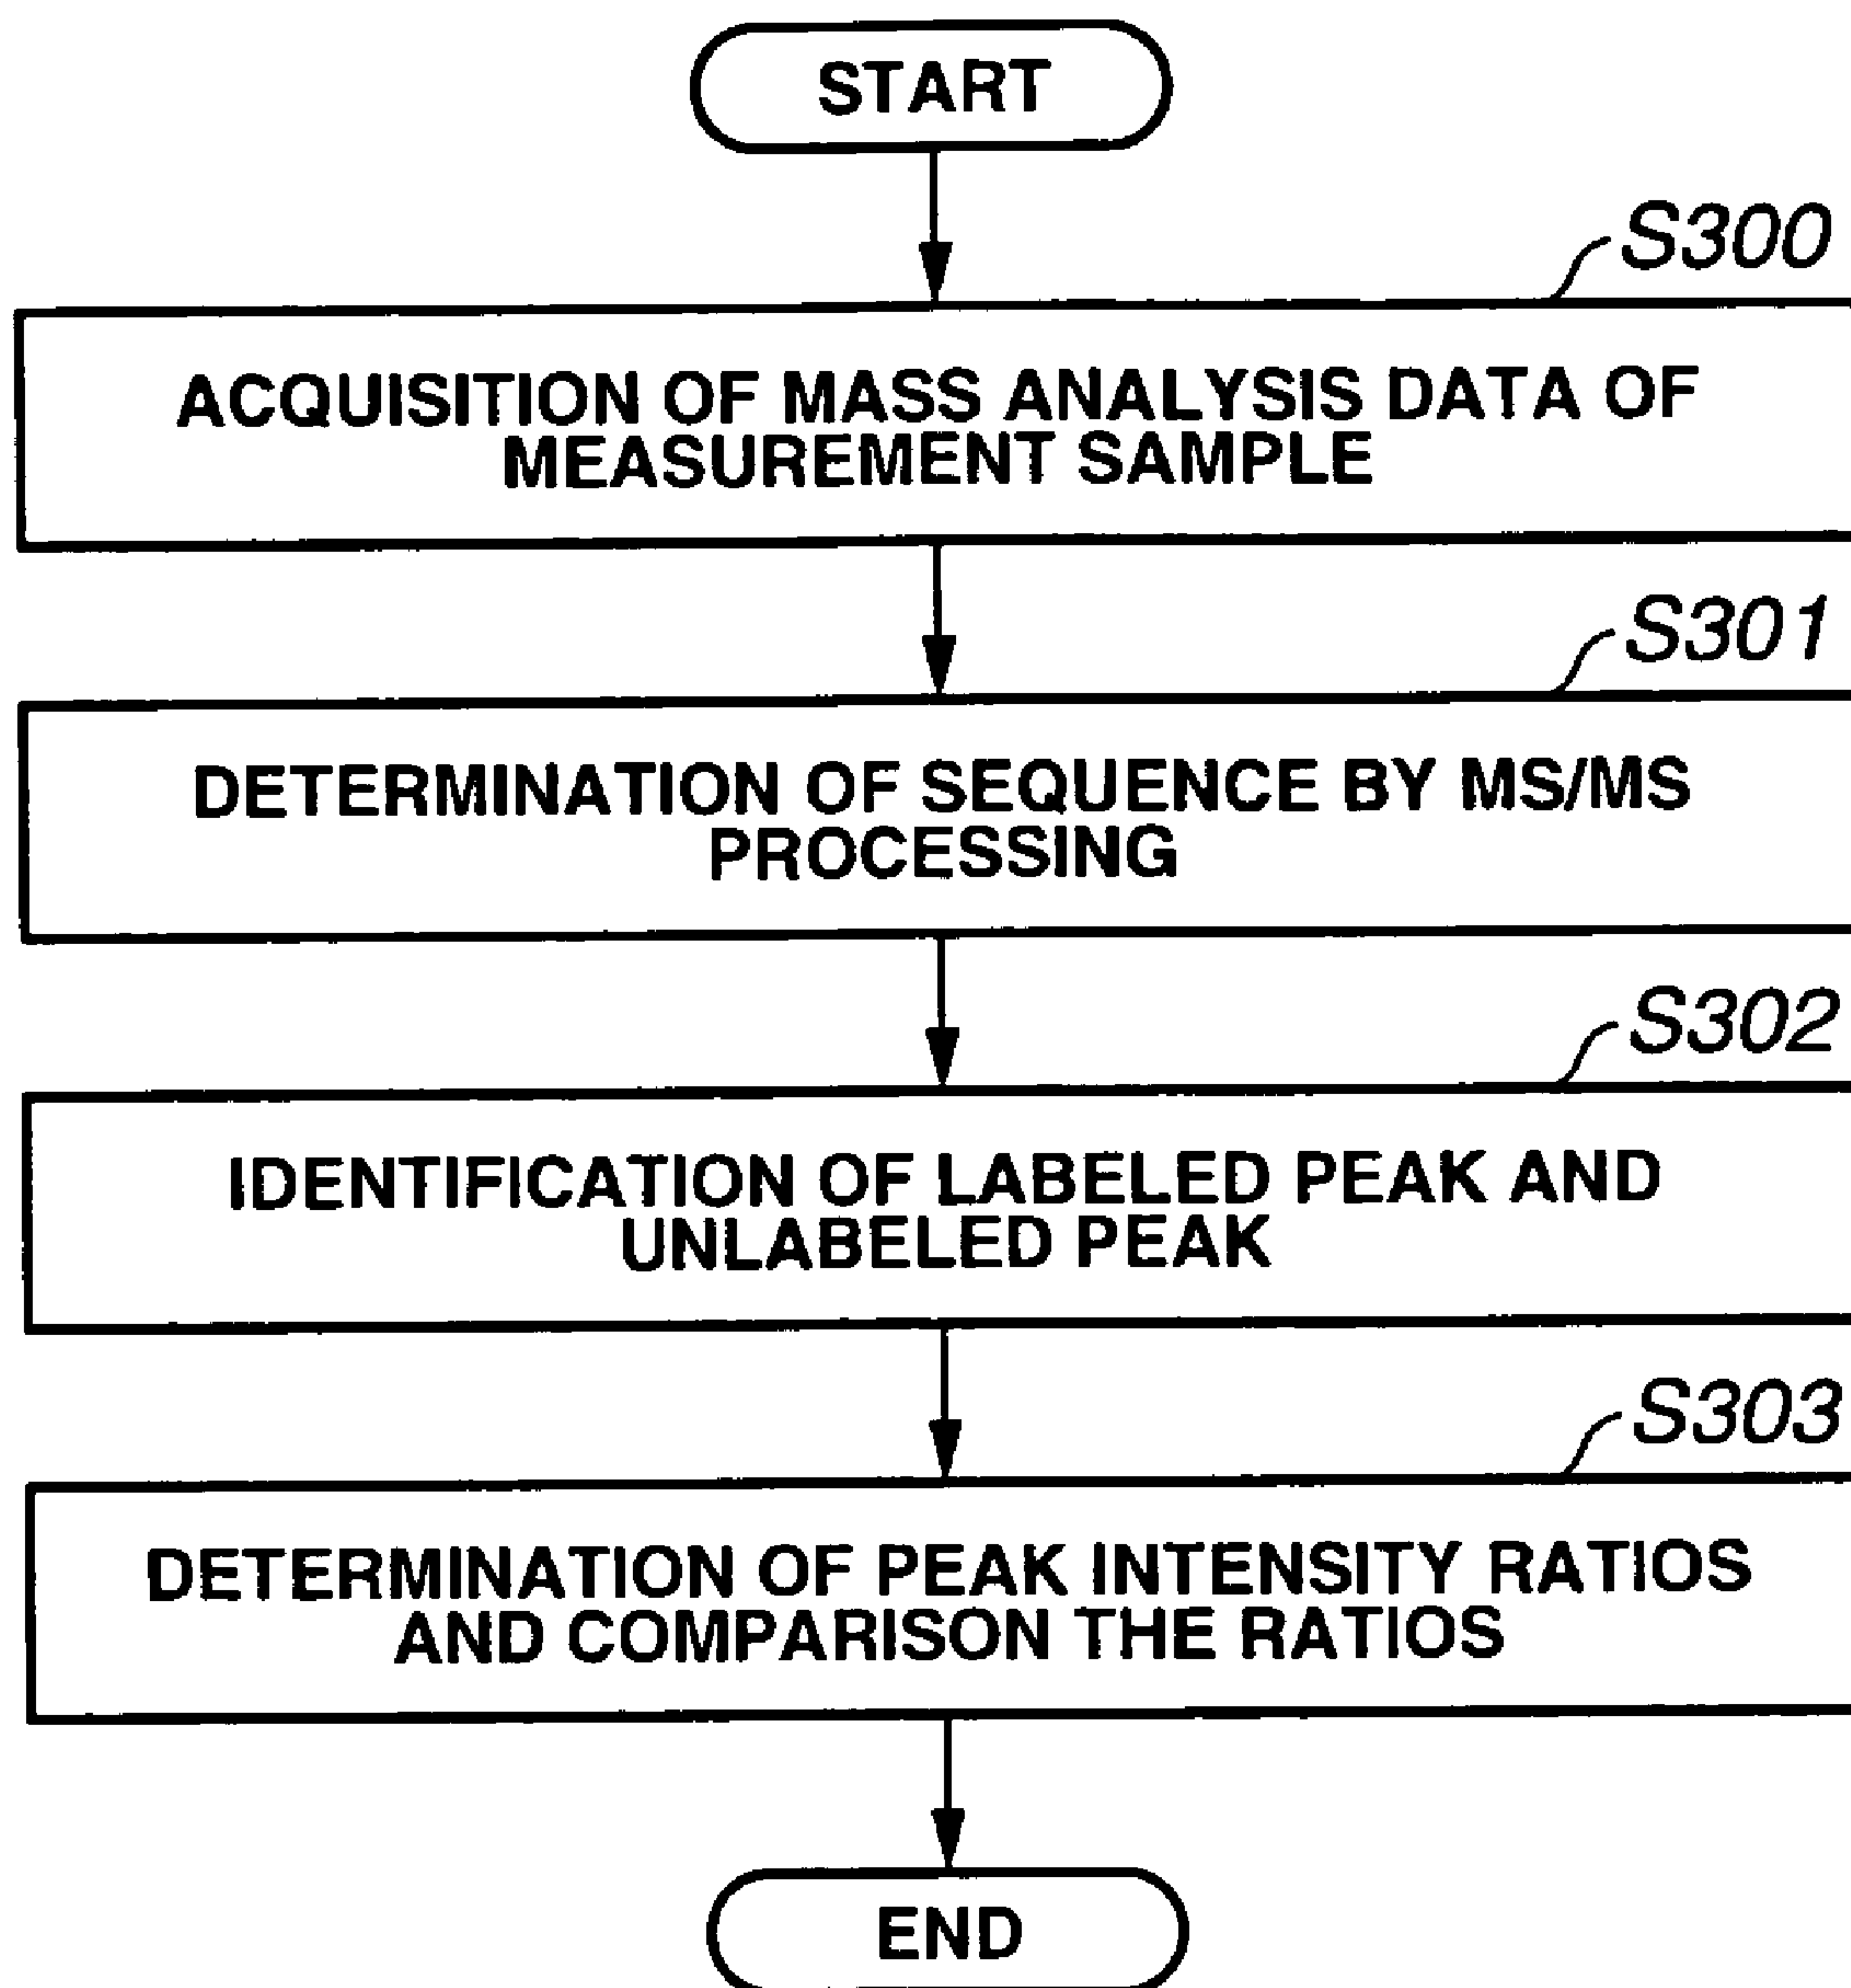 START
S300
ACQUISITION OF MASS ANALYSIS DATA OF
MEASUREMENT SAMPLE
S301
DETERMINATION OF SEQUENCE BY MS/MS
PROCESSING
S302
IDENTIFICATION OF LABELED PEAK AND
UNLABELED PEAK
S303
DETERMINATION OF PEAK INTENSITY RATIOS
AND COMPARISON THE RATIOS
END